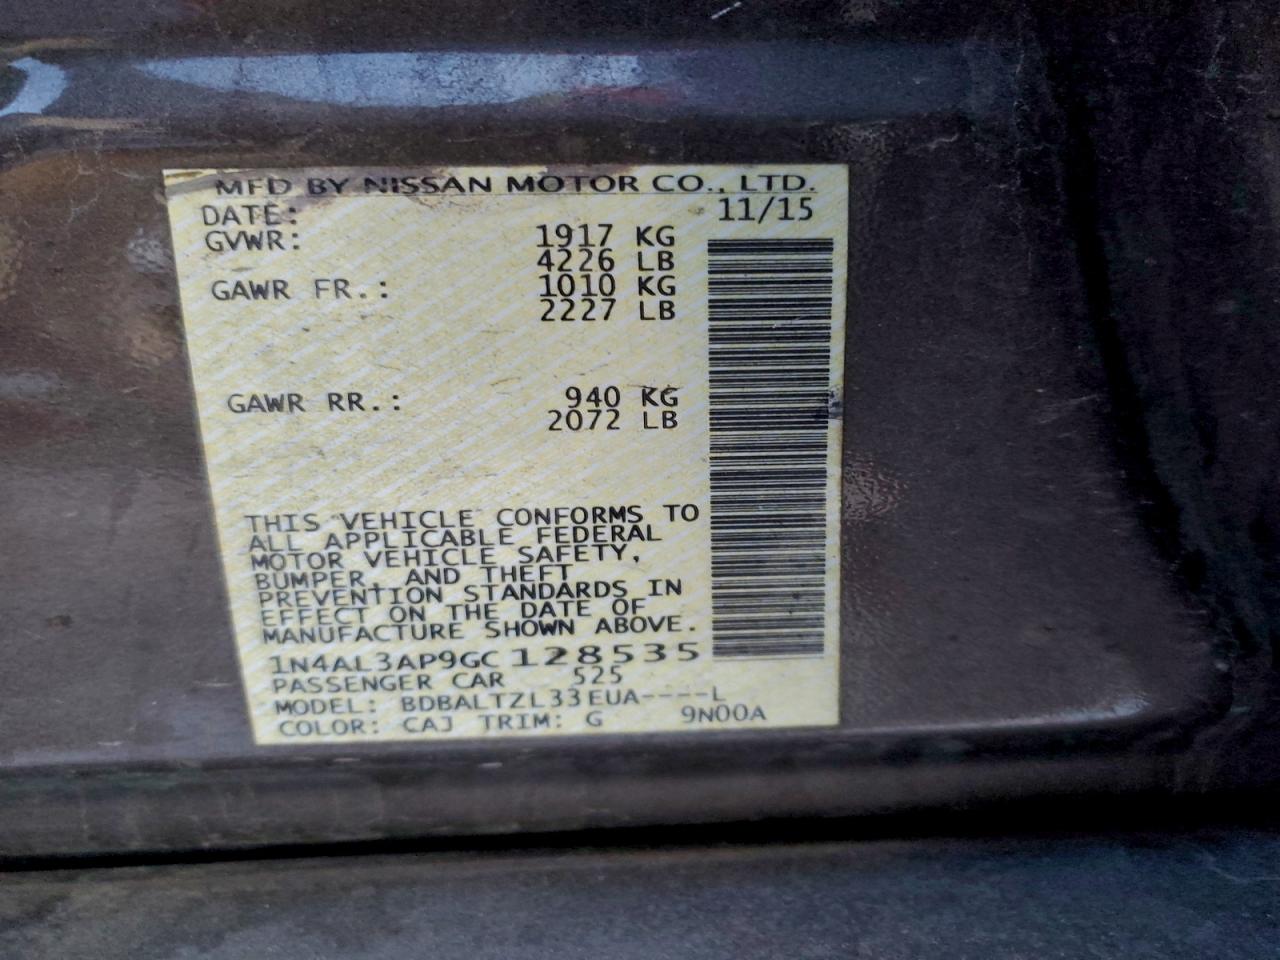 MFD BY NISSAN MOTOR CO., LTD.
DATE: 11/15
GVWR: 1917 KG
4226 LB
GAWR FR.: 1010 KG
2227 LB
GAWR RR.: 940 KG
2072 LB
THIS VEHICLE CONFORMS TO
ALL APPLICABLE FEDERAL
MOTOR VEHICLE SAFETY,
BUMPER, AND THEFT
PREVENTION STANDARDS IN
EFFECT ON THE DATE OF
MANUFACTURE SHOWN ABOVE.
1N4AL3AP9GC128535
PASSENGER CAR 525
MODEL: BDBALTZL33EUA----L
COLOR: CAJ TRIM: G 9N00A